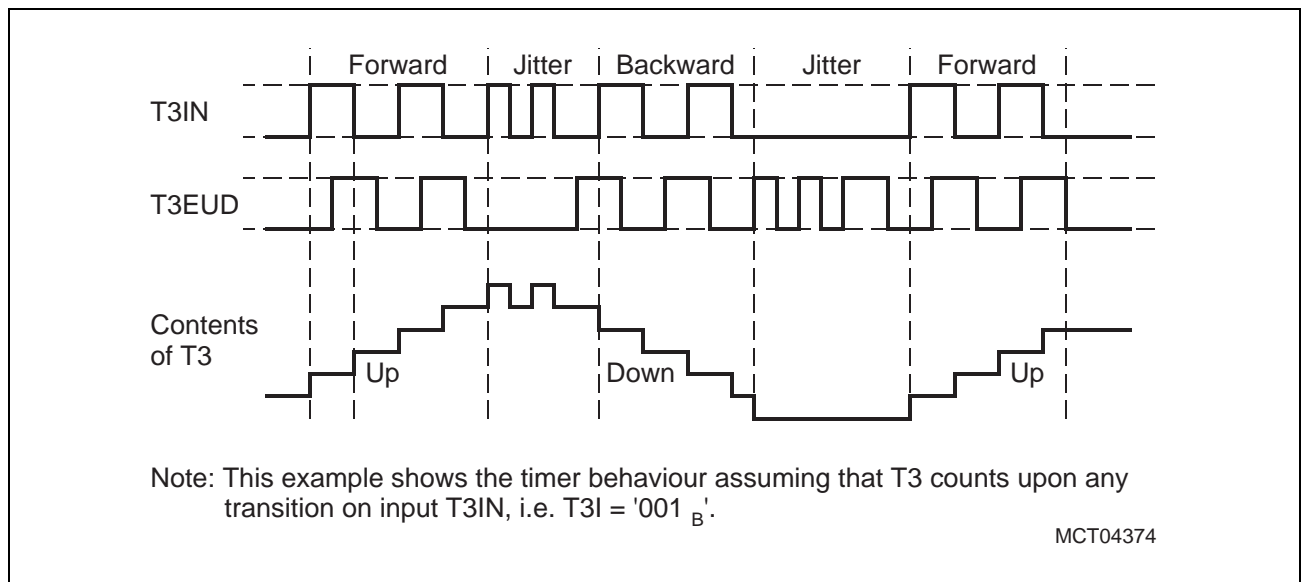 Forward Jitter Backward Jitter Forward
T3IN
T3EUD
Contents
of T3
Up Down Up
Note: This example shows the timer behaviour assuming that T3 counts upon any
transition on input T3IN, i.e. T3I = '001 B'.
MCT04374